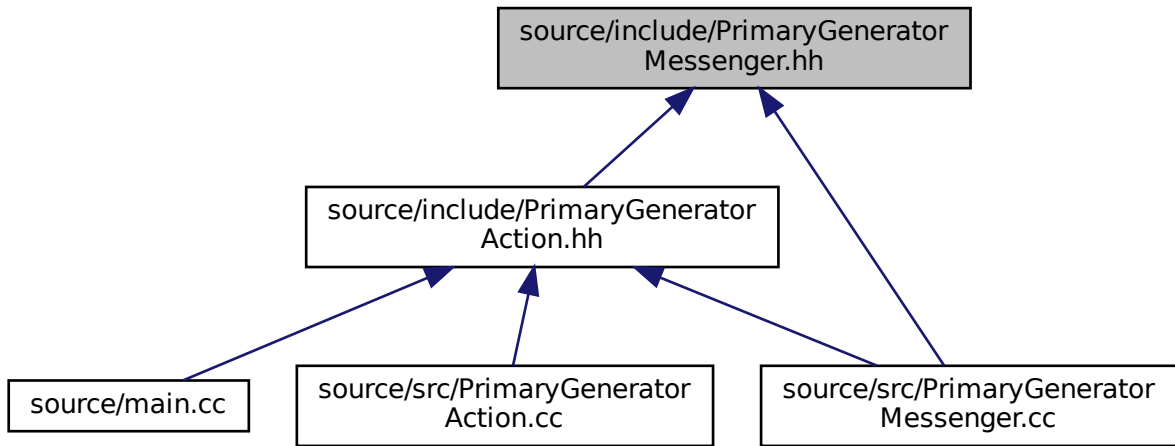 source/include/PrimaryGenerator
Messenger.hh
source/include/PrimaryGenerator
Action.hh
source/main.cc
source/src/PrimaryGenerator
Action.cc
source/src/PrimaryGenerator
Messenger.cc